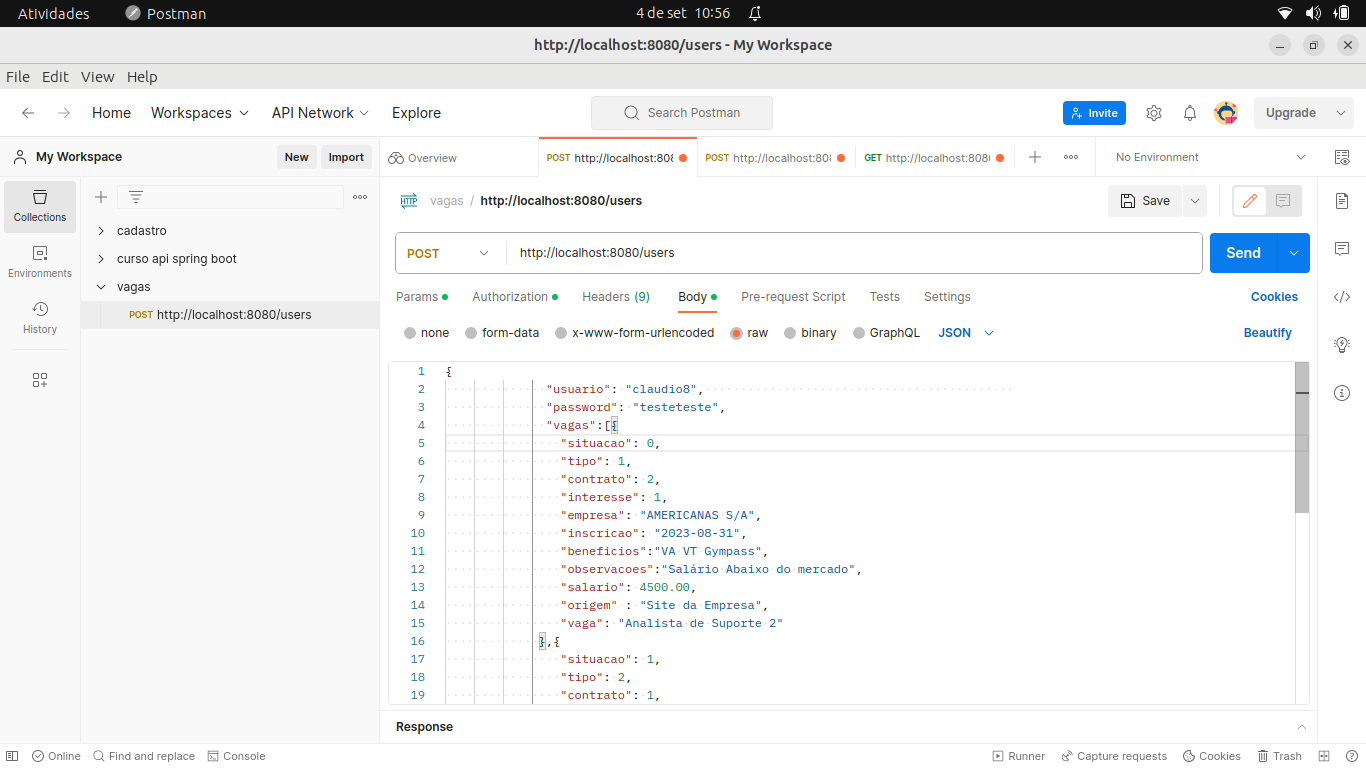 Atividades Postman 4 de set 10:56
http://localhost:8080/users - My Workspace
File Edit View Help
Home Workspaces API Network Explore Search Postman Invite Upgrade
My Workspace New Import Overview POST http://localhost:808 POST http://localhost:808 GET http://localhost:8080 No Environment
Collections
Environments
History
cadastro
curso api spring boot
vagas
POST http://localhost:8080/users
HTTP vagas / http://localhost:8080/users Save
POST http://localhost:8080/users Send
Params Authorization Headers (9) Body Pre-request Script Tests Settings Cookies
none form-data x-www-form-urlencoded raw binary GraphQL JSON Beautify
1 {
2 "usuario": "claudio8",
3 "password": "testeteste",
4 "vagas":[{
5 "situacao": 0,
6 "tipo": 1,
7 "contrato": 2,
8 "interesse": 1,
9 "empresa": "AMERICANAS S/A",
10 "inscricao": "2023-08-31",
11 "beneficios":"VA VT Gympass",
12 "observacoes":"Salário Abaixo do mercado",
13 "salario": 4500.00,
14 "origem" : "Site da Empresa",
15 "vaga": "Analista de Suporte 2"
16 },{
17 "situacao": 1,
18 "tipo": 2,
19 "contrato": 1,
Response
Online Find and replace Console Runner Capture requests Cookies Trash